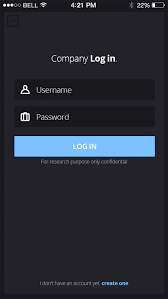 BELL 4:21 PM 22%
Company Log in.
Username
Password
LOG IN
For research purpose only confidential
I don't have an account yet, create one